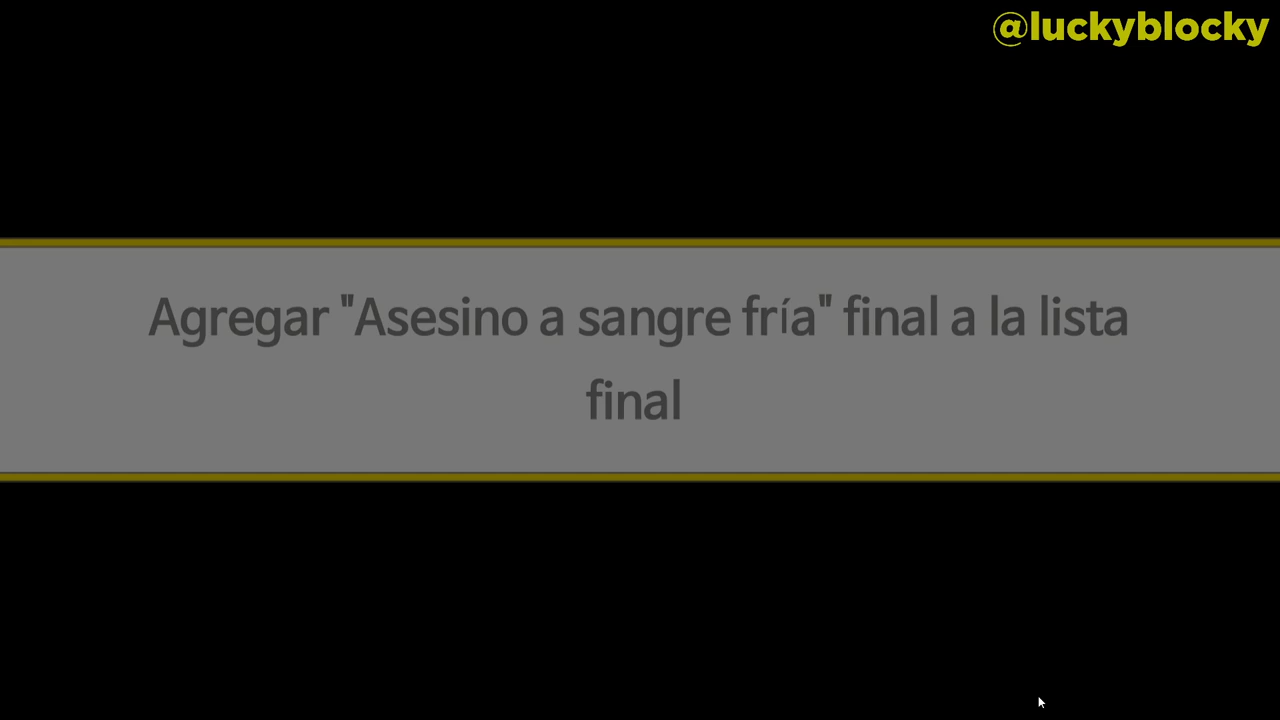 @luckyblocky
Agregar "Asesino a sangre fría" final a la lista
final